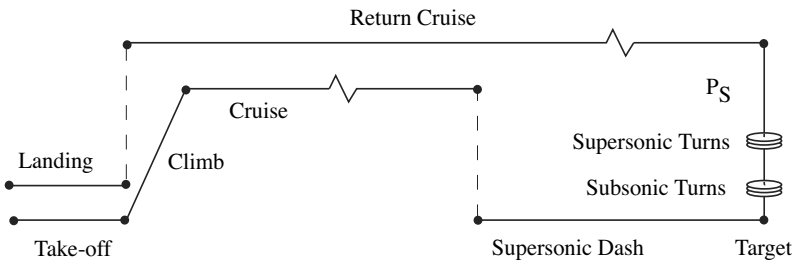 Return Cruise
P_S
Cruise
Supersonic Turns
Landing
Climb
Subsonic Turns
Take-off
Supersonic Dash
Target